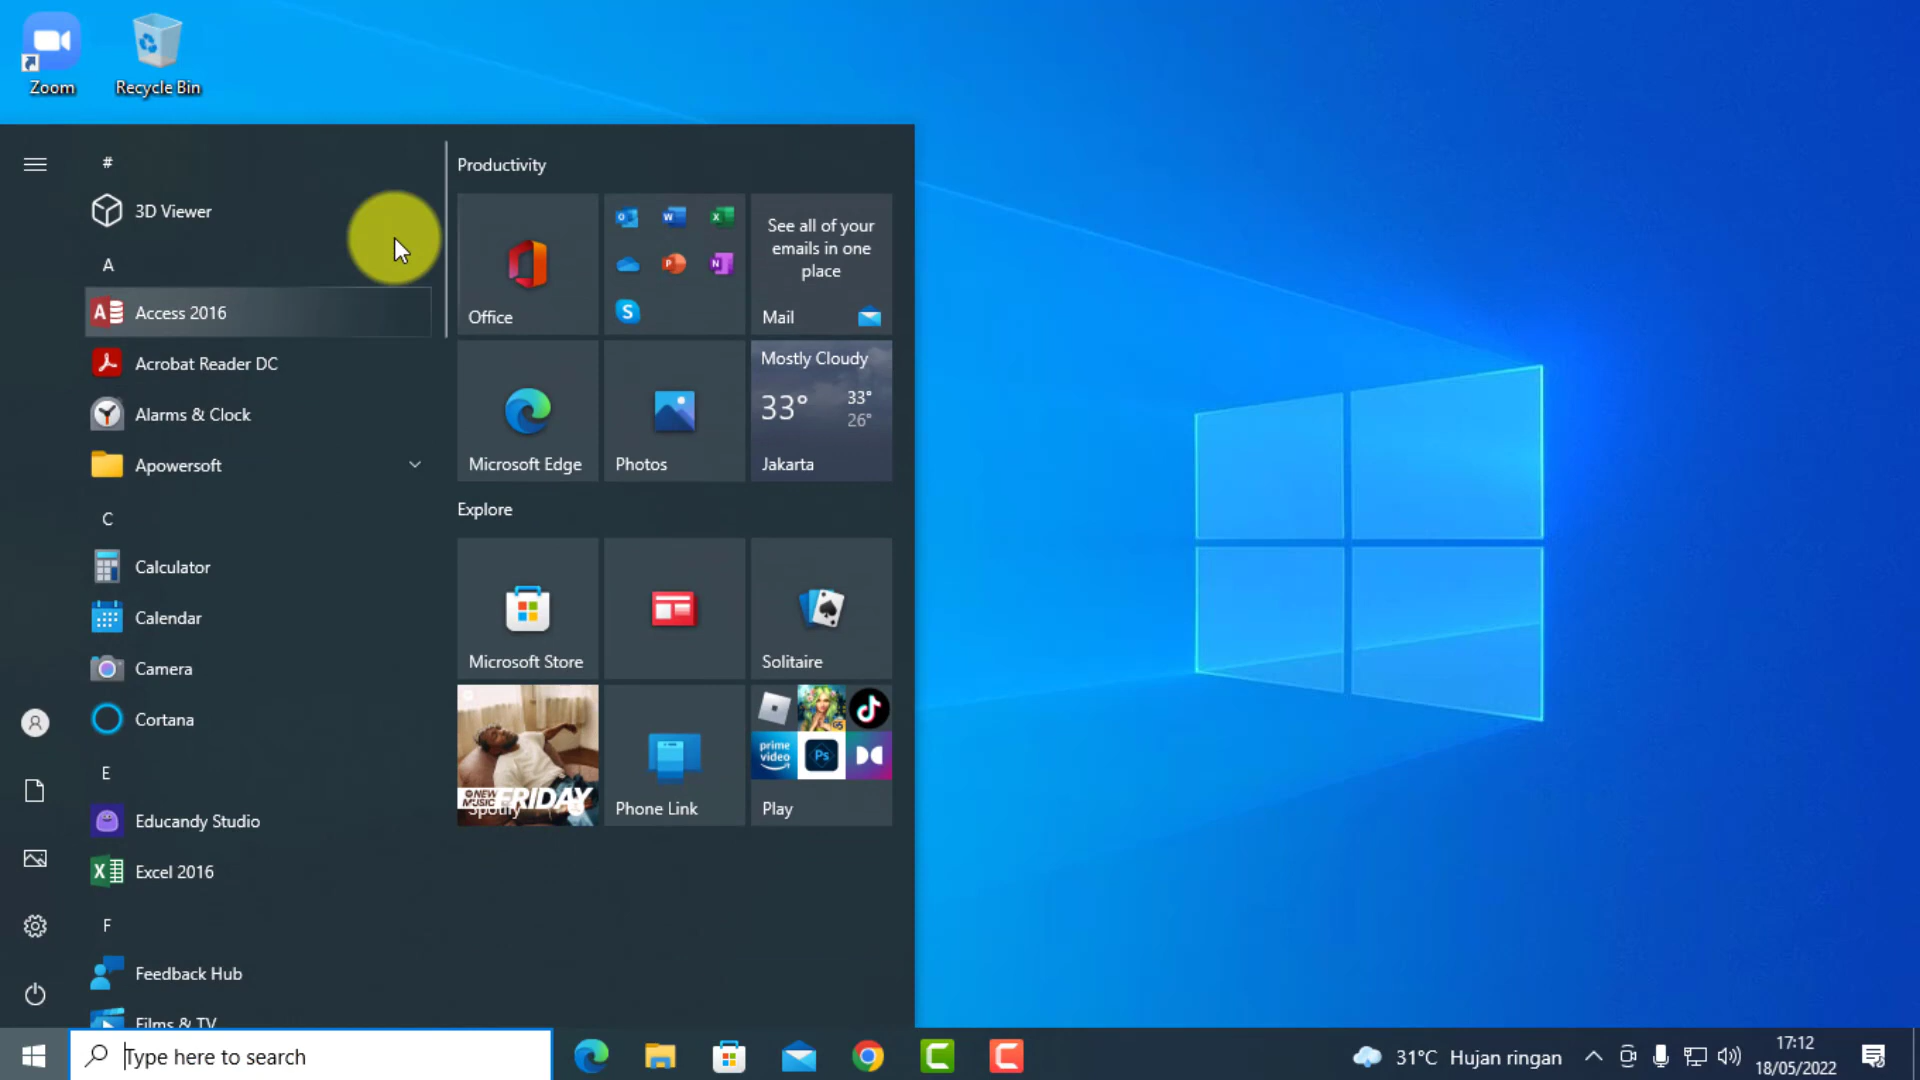 Zoom
Recycle Bin
#
3D Viewer
A
Access 2016
Acrobat Reader DC
Alarms & Clock
Apowersoft
C
Calculator
Calendar
Camera
Cortana
E
Educandy Studio
Excel 2016
F
Feedback Hub
Films & TV
Productivity
Office
See all of your
emails in one
place
Mail
Microsoft Edge
Photos
Mostly Cloudy
33°
33°
26°
Jakarta
Explore
Microsoft Store
Solitaire
NEW
MUSIC
FRIDAY
Spotify
Phone Link
prime
video
Ps
Play
Type here to search
31°C Hujan ringan
17:12
18/05/2022